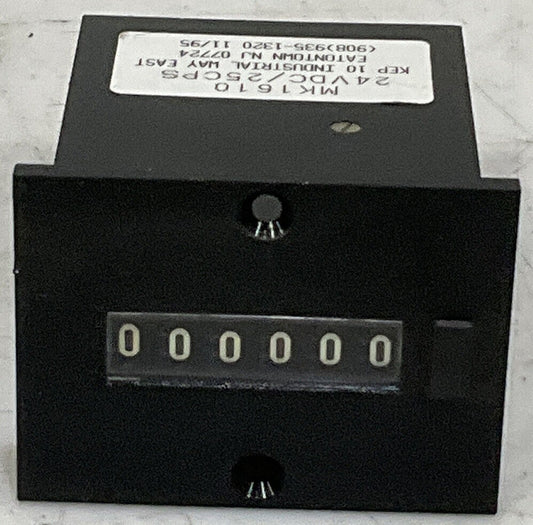 MK1610
24VDC/25CPS
KEP 10 INDUSTRIAL WAY EAST
EATONTOWN NJ 07724
(908)935-1320 11/95
000000